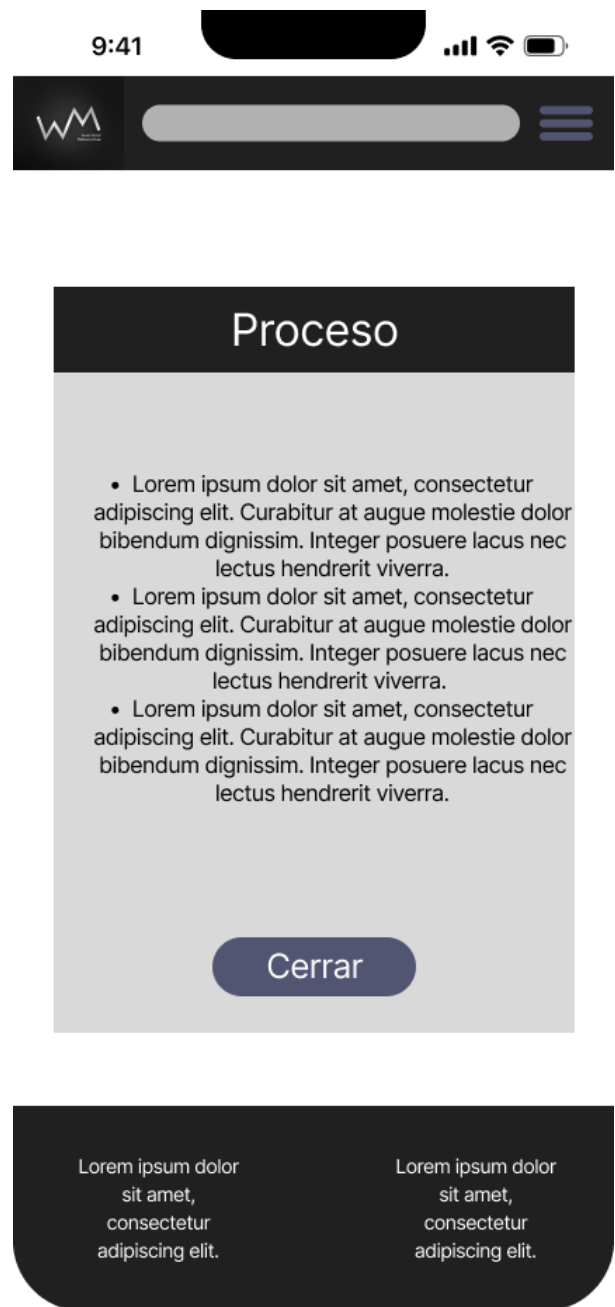 9:41
WM
Proceso
• Lorem ipsum dolor sit amet, consectetur
adipiscing elit. Curabitur at augue molestie dolor
bibendum dignissim. Integer posuere lacus nec
lectus hendrerit viverra.
• Lorem ipsum dolor sit amet, consectetur
adipiscing elit. Curabitur at augue molestie dolor
bibendum dignissim. Integer posuere lacus nec
lectus hendrerit viverra.
• Lorem ipsum dolor sit amet, consectetur
adipiscing elit. Curabitur at augue molestie dolor
bibendum dignissim. Integer posuere lacus nec
lectus hendrerit viverra.
Cerrar
Lorem ipsum dolor
sit amet,
consectetur
adipiscing elit.
Lorem ipsum dolor
sit amet,
consectetur
adipiscing elit.